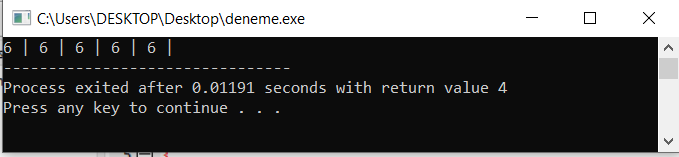 C:\Users\DESKTOP\Desktop\deneme.exe
6 | 6 | 6 | 6 | 6 |
--------------------------------
Process exited after 0.01191 seconds with return value 4
Press any key to continue . . .